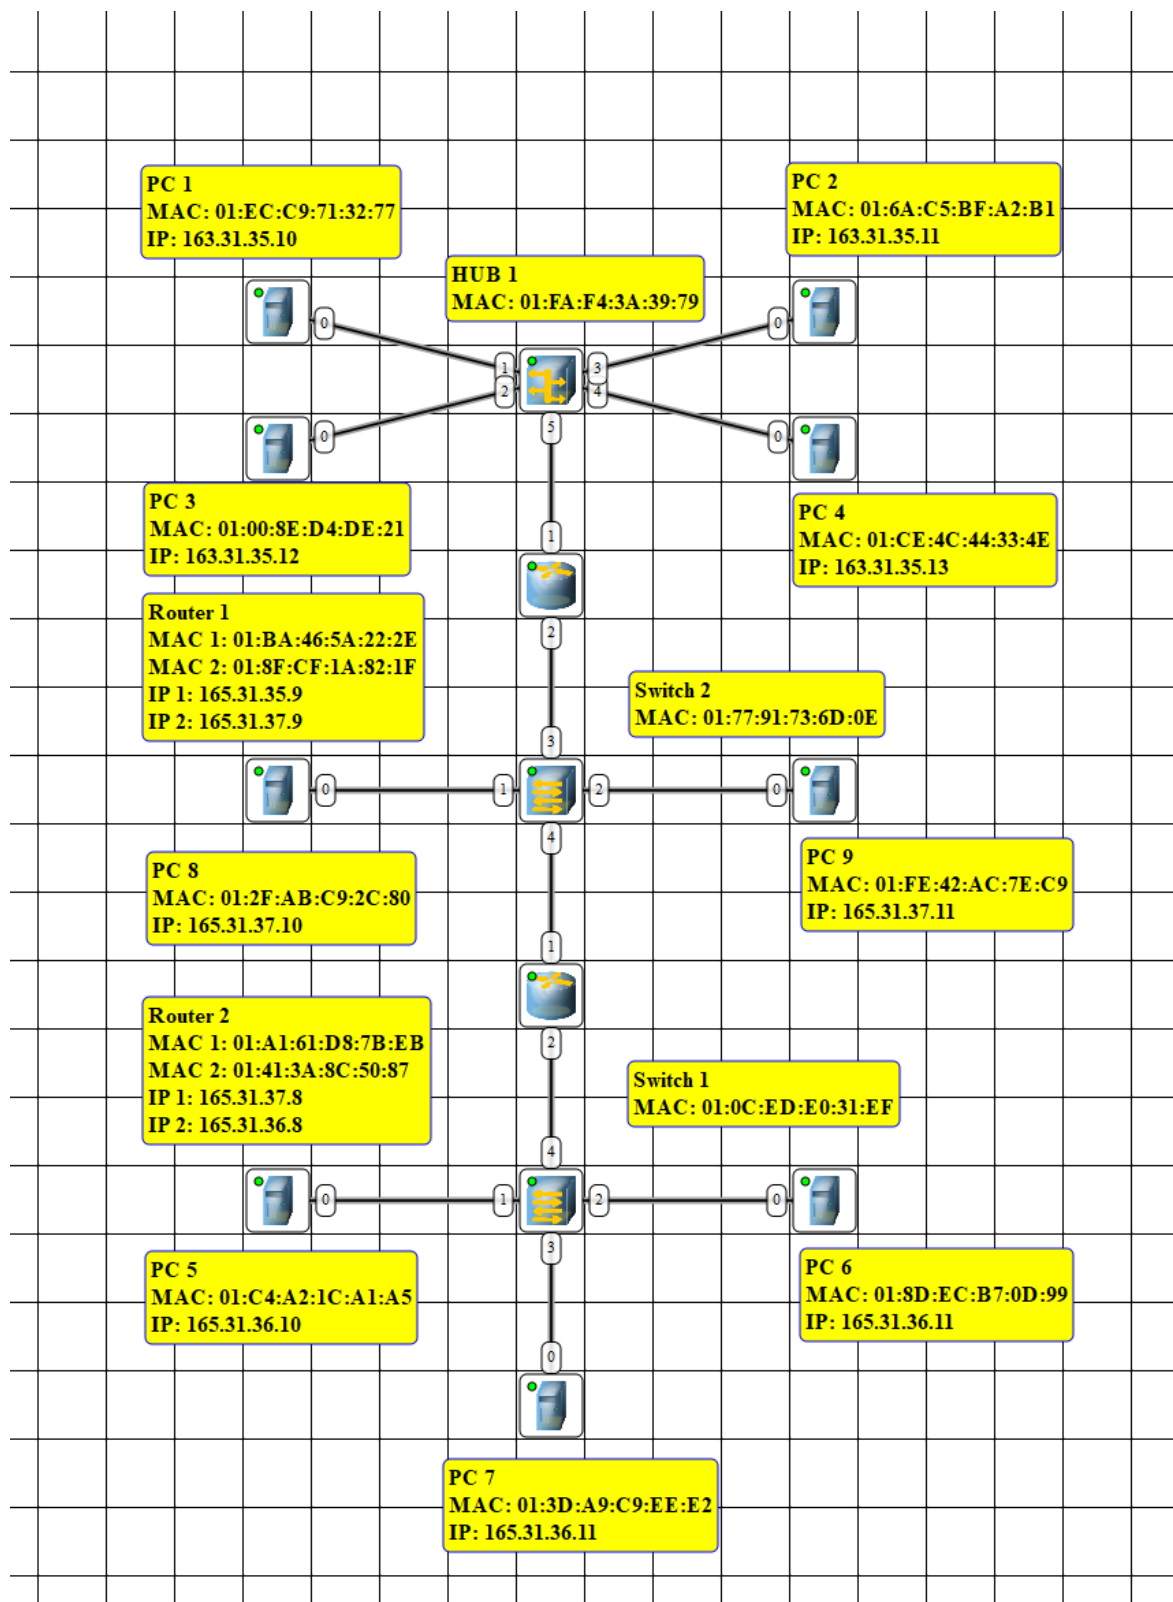 PC 1
MAC: 01:EC:C9:71:32:77
IP: 163.31.35.10
PC 2
MAC: 01:6A:C5:BF:A2:B1
IP: 163.31.35.11
HUB 1
MAC: 01:FA:F4:3A:39:79
0
0
1
3
2
4
0
0
5
PC 3
MAC: 01:00:8E:D4:DE:21
IP: 163.31.35.12
PC 4
MAC: 01:CE:4C:44:33:4E
IP: 163.31.35.13
1
Router 1
MAC 1: 01:BA:46:5A:22:2E
MAC 2: 01:8F:CF:1A:82:1F
IP 1: 165.31.35.9
IP 2: 165.31.37.9
2
Switch 2
MAC: 01:77:91:73:6D:0E
3
0
1
2
0
4
PC 8
MAC: 01:2F:AB:C9:2C:80
IP: 165.31.37.10
PC 9
MAC: 01:FE:42:AC:7E:C9
IP: 165.31.37.11
1
Router 2
MAC 1: 01:A1:61:D8:7B:EB
MAC 2: 01:41:3A:8C:50:87
IP 1: 165.31.37.8
IP 2: 165.31.36.8
2
Switch 1
MAC: 01:0C:ED:E0:31:EF
4
0
1
2
0
3
PC 5
MAC: 01:C4:A2:1C:A1:A5
IP: 165.31.36.10
PC 6
MAC: 01:8D:EC:B7:0D:99
IP: 165.31.36.11
0
PC 7
MAC: 01:3D:A9:C9:EE:E2
IP: 165.31.36.11